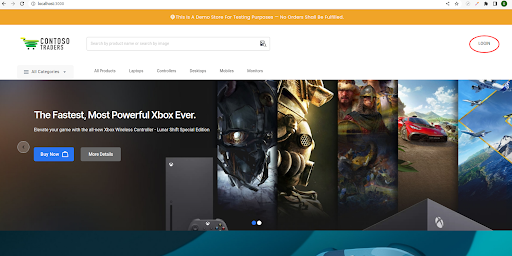 localhost:3000
This Is A Demo Store For Testing Purposes — No Orders Shall Be Fulfilled.
CONTOSO
TRADERS
Search by product name or search by image
LOGIN
All Categories
All Products
Laptops
Controllers
Desktops
Mobiles
Monitors
The Fastest, Most Powerful Xbox Ever.
Elevate your game with the all-new Xbox Wireless Controller - Lunar Shift Special Edition
Buy Now
More Details
XBOX